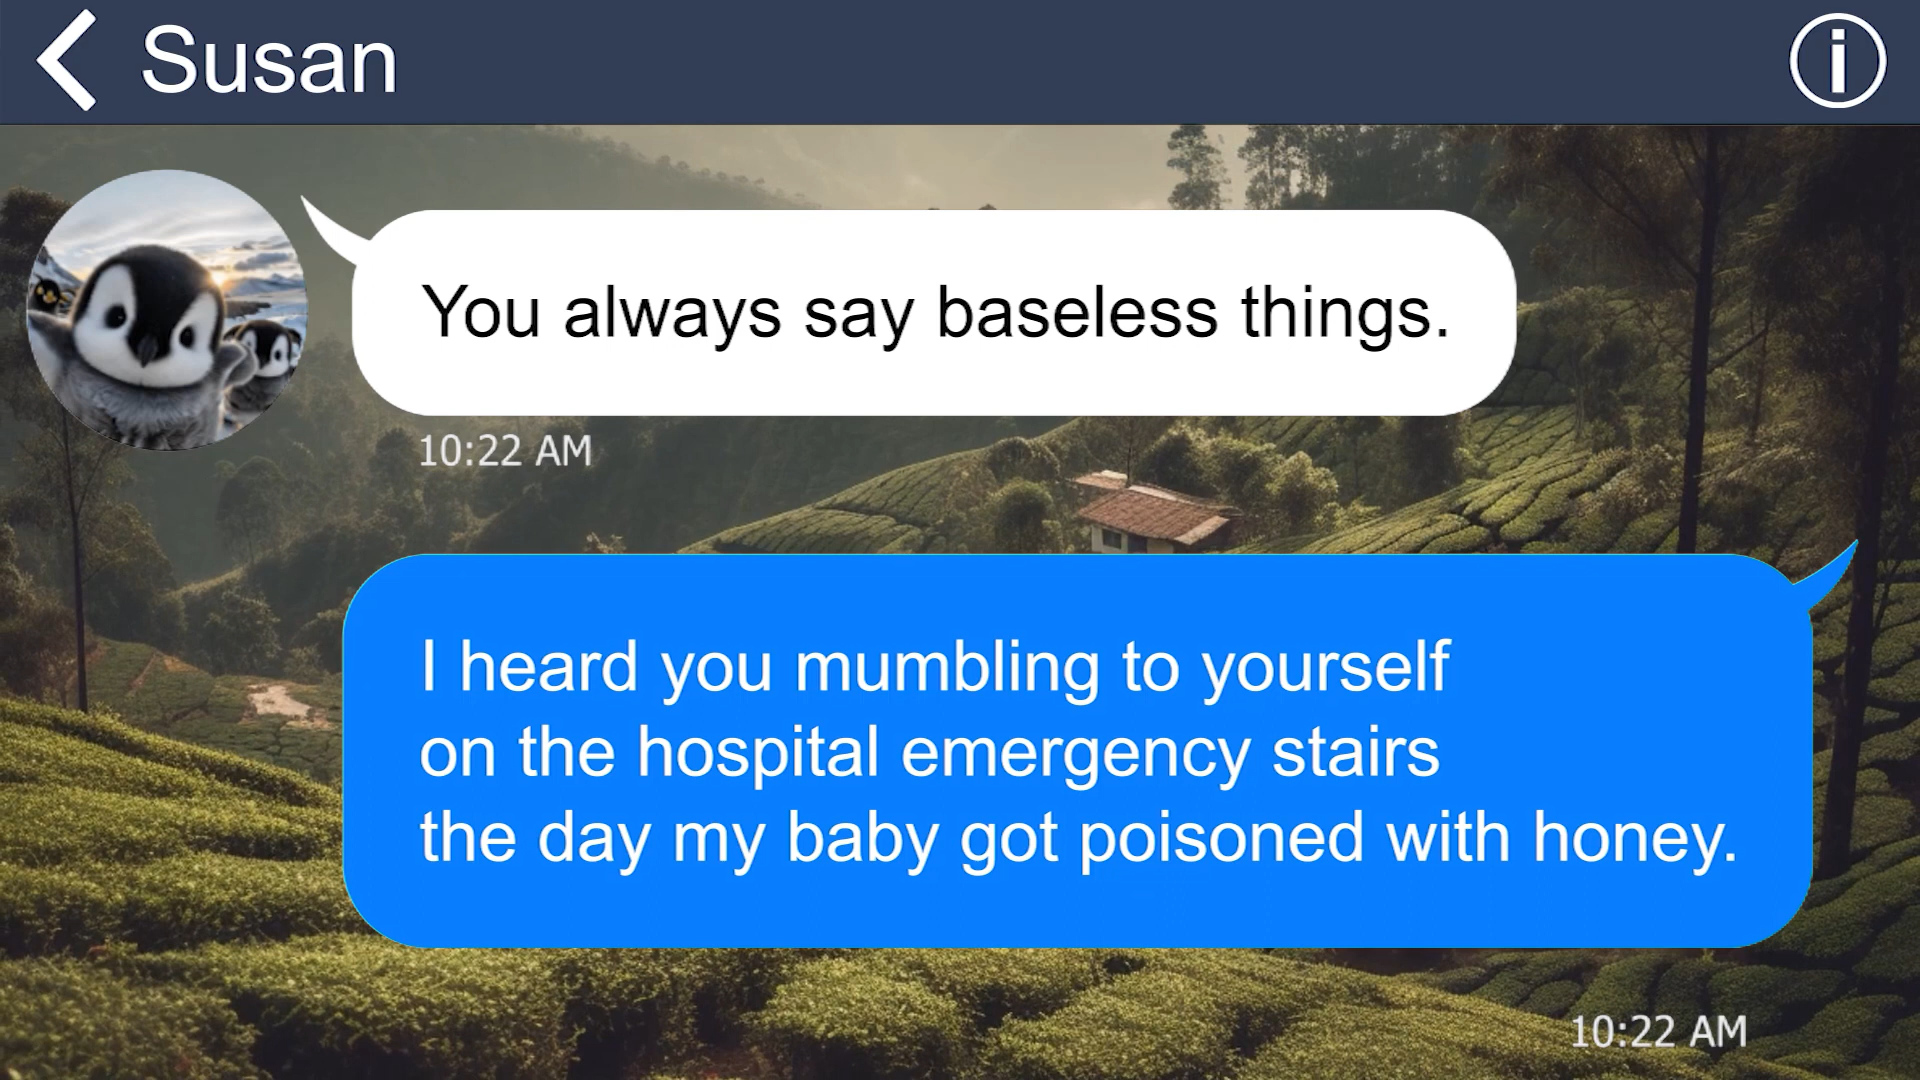 Susan
You always say baseless things.
10:22 AM
I heard you mumbling to yourself
on the hospital emergency stairs
the day my baby got poisoned with honey.
10:22 AM